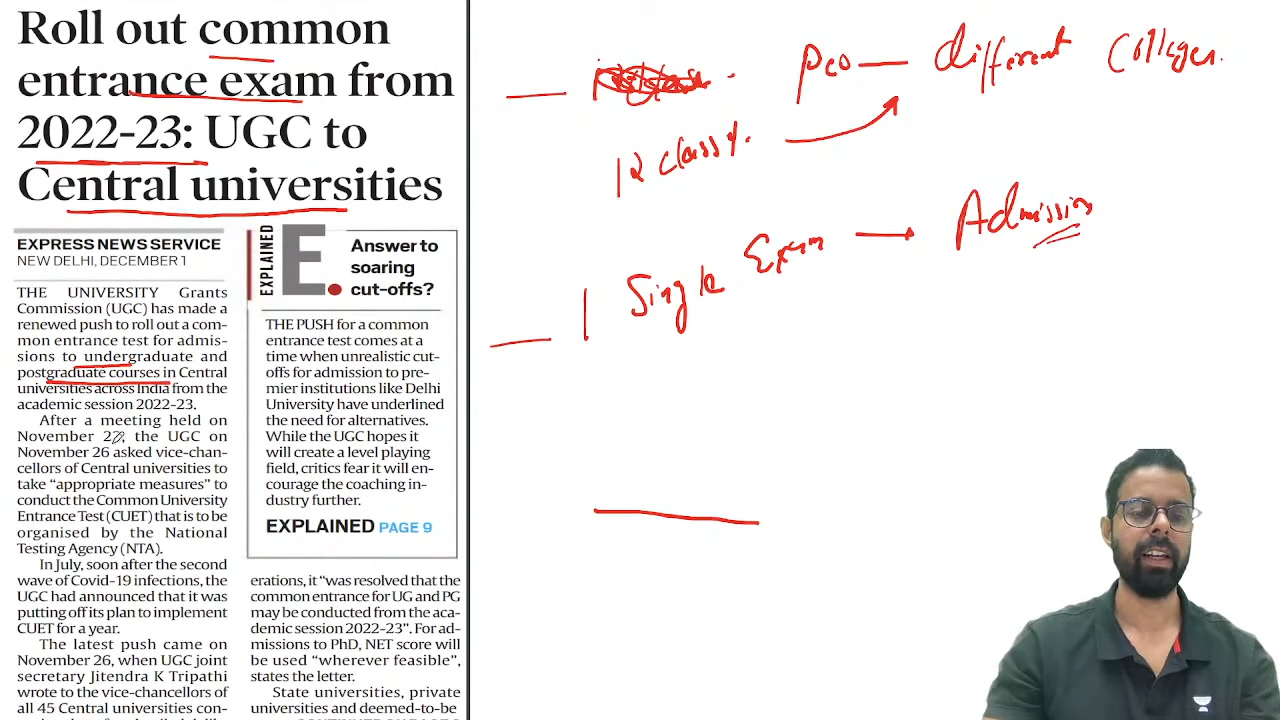 Roll out common
entrance exam from
2022-23: UGC to
Central universities
EXPRESS NEWS SERVICE
NEW DELHI, DECEMBER 1
THE UNIVERSITY Grants
Commission (UGC) has made a
renewed push to roll out a com-
mon entrance test for admis-
sions to undergraduate and
postgraduate courses in Central
universities across India from the
academic session 2022-23.
After a meeting held on
November 22, the UGC on
November 26 asked vice-chan-
cellors of Central universities to
take "appropriate measures" to
conduct the Common University
Entrance Test (CUET) that is to be
organised by the National
Testing Agency (NTA).
In July, soon after the second
wave of Covid-19 infections, the
UGC had announced that it was
putting off its plan to implement
CUET for a year.
The latest push came on
November 26, when UGC joint
secretary Jitendra K Tripathi
wrote to the vice-chancellors of
all 45 Central universities con-
EXPLAINED
E.
Answer to
soaring
cut-offs?
THE PUSH for a common
entrance test comes at a
time when unrealistic cut-
offs for admission to pre-
mier institutions like Delhi
University have underlined
the need for alternatives.
While the UGC hopes it
will create a level playing
field, critics fear it will en-
courage the coaching in-
dustry further.
EXPLAINED PAGE 9
erations, it "was resolved that the
common entrance for UG and PG
may be conducted from the aca-
demic session 2022-23". For ad-
missions to PhD, NET score will
be used "wherever feasible",
states the letter.
State universities, private
universities and deemed-to-be
different Colleges.
12 class %.
1 Single Exam → Admission